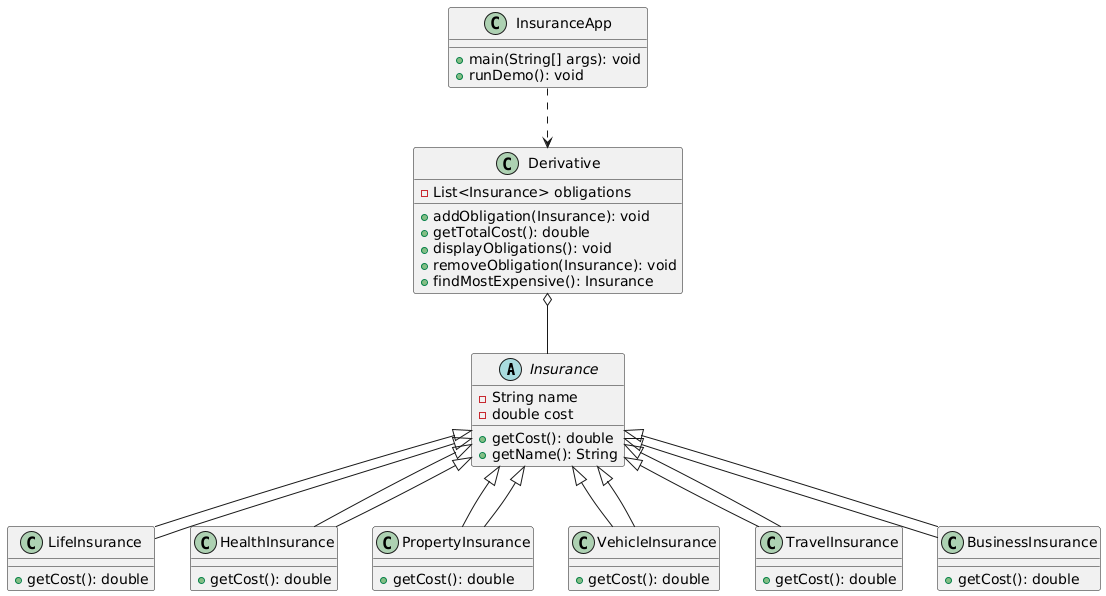 C InsuranceApp
main(String[] args): void
runDemo(): void
C Derivative
List<Insurance> obligations
addObligation(Insurance): void
getTotalCost(): double
displayObligations(): void
removeObligation(Insurance): void
findMostExpensive(): Insurance
A Insurance
String name
double cost
getCost(): double
getName(): String
C LifeInsurance
getCost(): double
C HealthInsurance
getCost(): double
C PropertyInsurance
getCost(): double
C VehicleInsurance
getCost(): double
C TravelInsurance
getCost(): double
C BusinessInsurance
getCost(): double